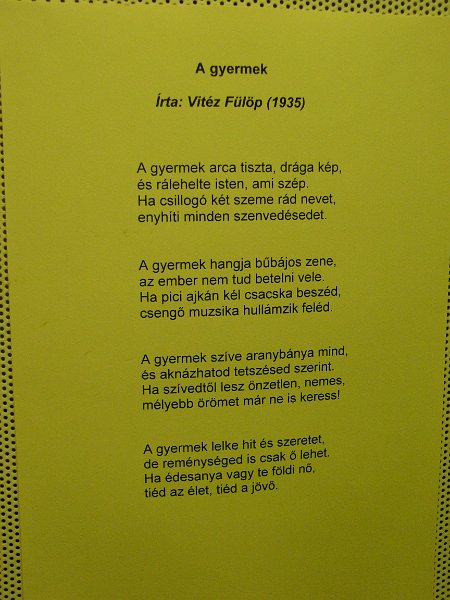 A gyermek
Írta: Vitéz Fülöp (1935)
A gyermek arca tiszta, drága kép,
és rálehelte isten, ami szép.
Ha csillogó két szeme rád nevet,
enyhíti minden szenvedésedet.
A gyermek hangja bűbájos zene,
az ember nem tud betelni vele.
Ha pici ajkán kél csacska beszéd,
csengő muzsika hullámzik feléd.
A gyermek szíve aranybánya mind,
és aknázhatod tetszésed szerint.
Ha szívedtől lesz önzetlen, nemes,
mélyebb örömet már ne is keress!
A gyermek lelke hit és szeretet,
de reménységed is csak ő lehet.
Ha édesanya vagy te földi nő,
tiéd az élet, tiéd a jövő.